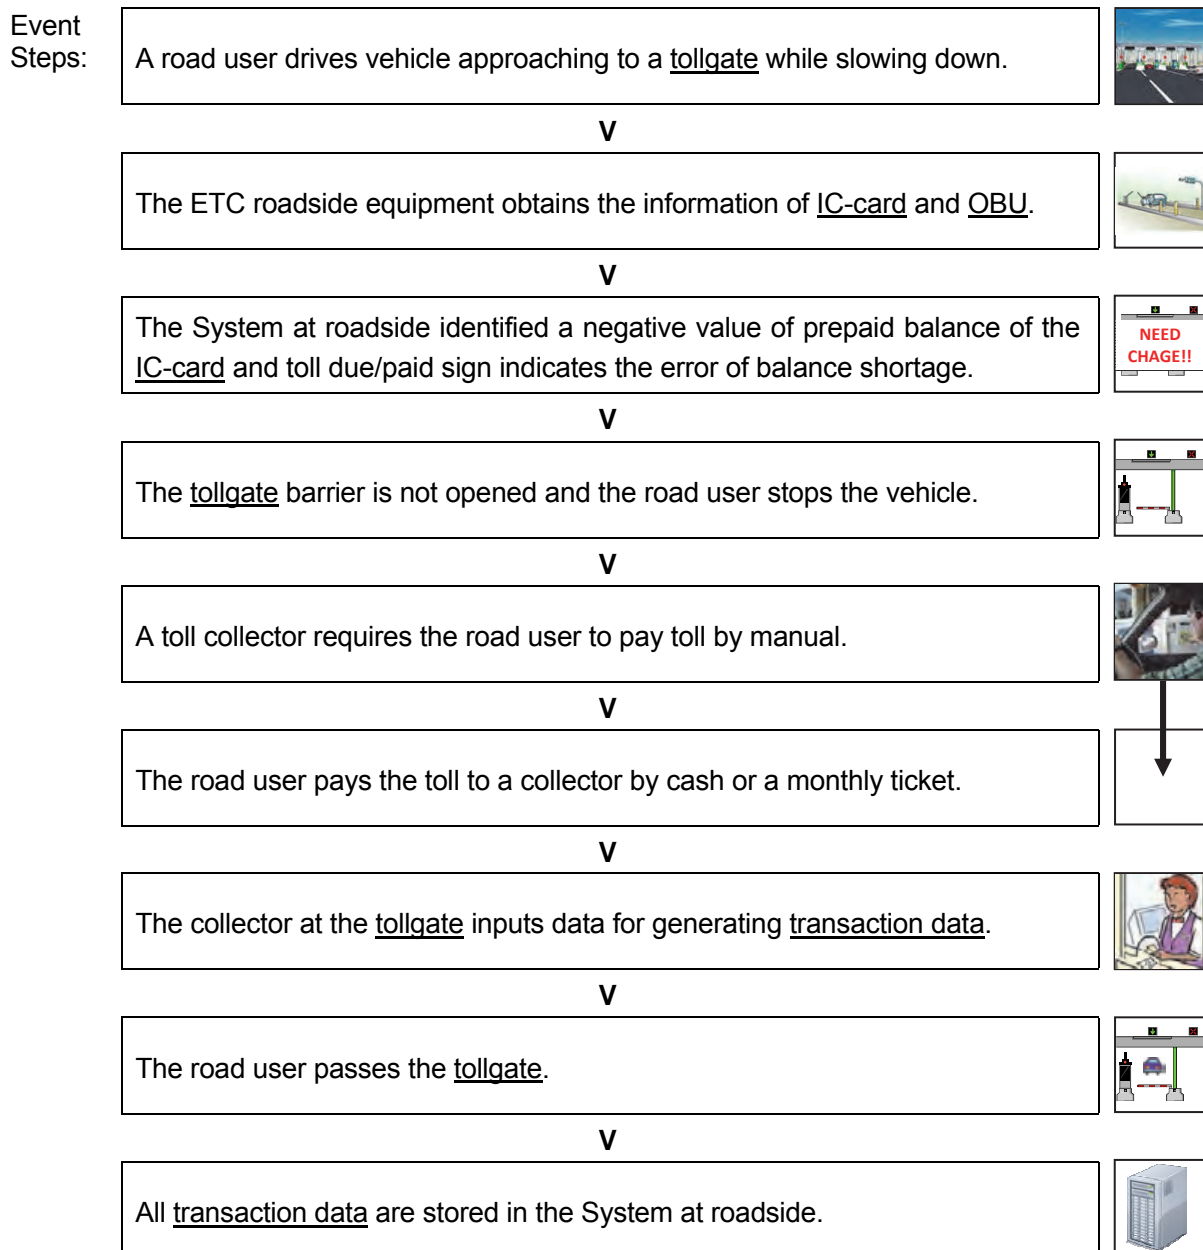 Event
Steps:
A road user drives vehicle approaching to a tollgate while slowing down.
V
The ETC roadside equipment obtains the information of IC-card and OBU.
V
The System at roadside identified a negative value of prepaid balance of the
IC-card and toll due/paid sign indicates the error of balance shortage.
NEED
CHAGE!!
V
The tollgate barrier is not opened and the road user stops the vehicle.
V
A toll collector requires the road user to pay toll by manual.
V
The road user pays the toll to a collector by cash or a monthly ticket.
V
The collector at the tollgate inputs data for generating transaction data.
V
The road user passes the tollgate.
V
All transaction data are stored in the System at roadside.